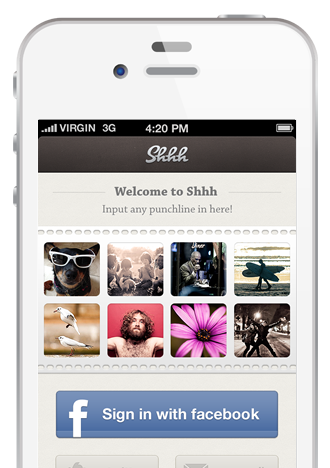 VIRGIN 3G 4:20 PM
Shhh
Welcome to Shhh
Input any punchline in here!
Sign in with facebook